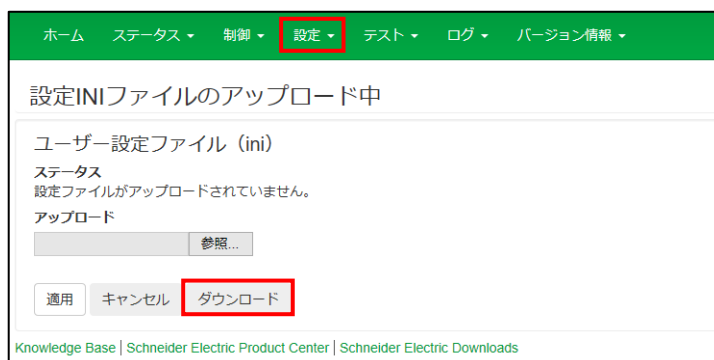 ホーム ステータス 制御 設定 テスト ログ バージョン情報
設定INIファイルのアップロード中
ユーザー設定ファイル（ini）
ステータス
設定ファイルがアップロードされていません。
アップロード
参照...
適用 キャンセル ダウンロード
Knowledge Base | Schneider Electric Product Center | Schneider Electric Downloads